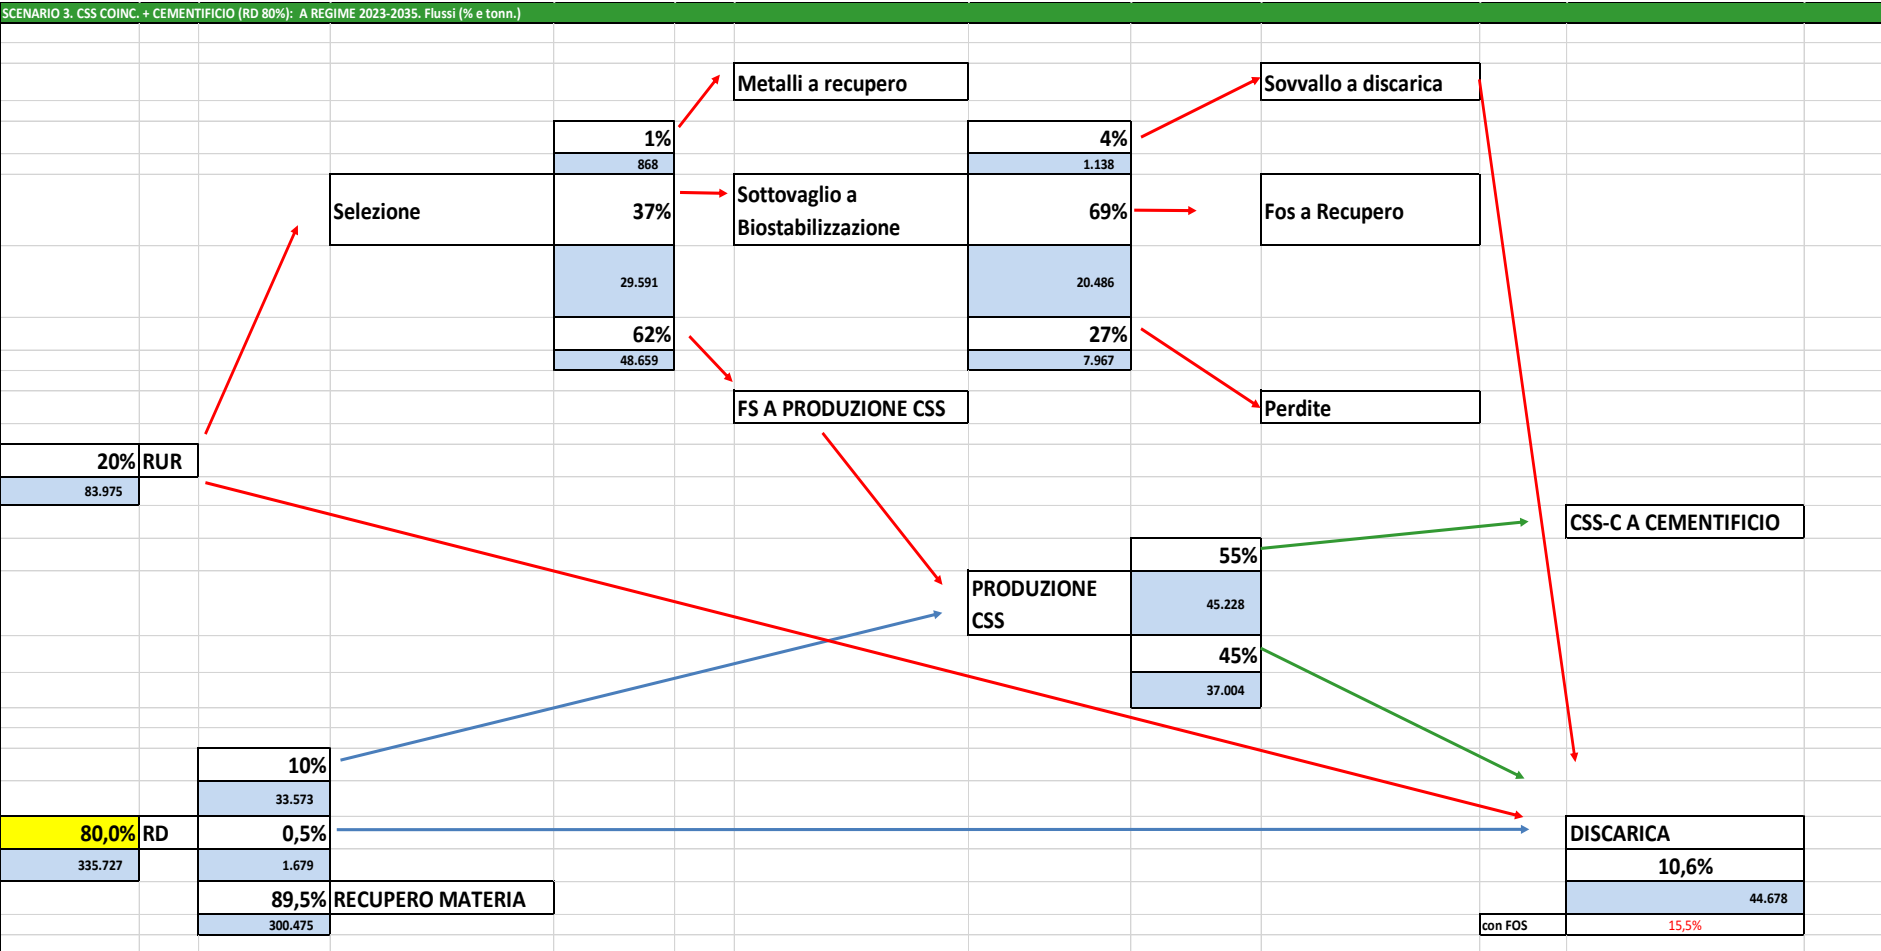 SCENARIO 3. CSS COINC. + CEMENTIFICIO (RD 80%): A REGIME 2023-2035. Flussi (% e tonn.)
Metalli a recupero
Sovvallo a discarica
1%
4%
868
1.138
Selezione
37%
Sottovaglio a
Biostabilizzazione
69%
Fos a Recupero
29.591
20.486
62%
27%
48.659
7.967
FS A PRODUZIONE CSS
Perdite
20% RUR
83.975
CSS-C A CEMENTIFICIO
55%
PRODUZIONE
CSS
45.228
45%
37.004
10%
33.573
80,0% RD
0,5%
DISCARICA
335.727
1.679
10,6%
89,5% RECUPERO MATERIA
44.678
300.475
con FOS
15,5%